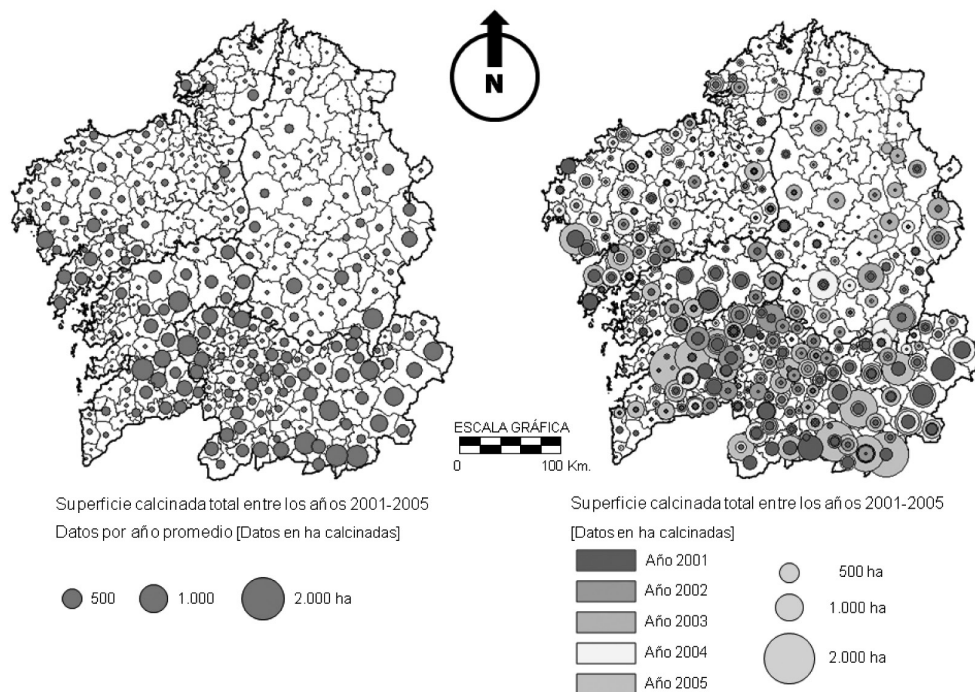 N
ESCALA GRÁFICA
0 100 Km.
Superficie calcinada total entre los años 2001-2005
Datos por año promedio [Datos en ha calcinadas]
500 1.000 2.000 ha
Superficie calcinada total entre los años 2001-2005
[Datos en ha calcinadas]
Año 2001
Año 2002
Año 2003
Año 2004
Año 2005
500 ha
1.000 ha
2.000 ha